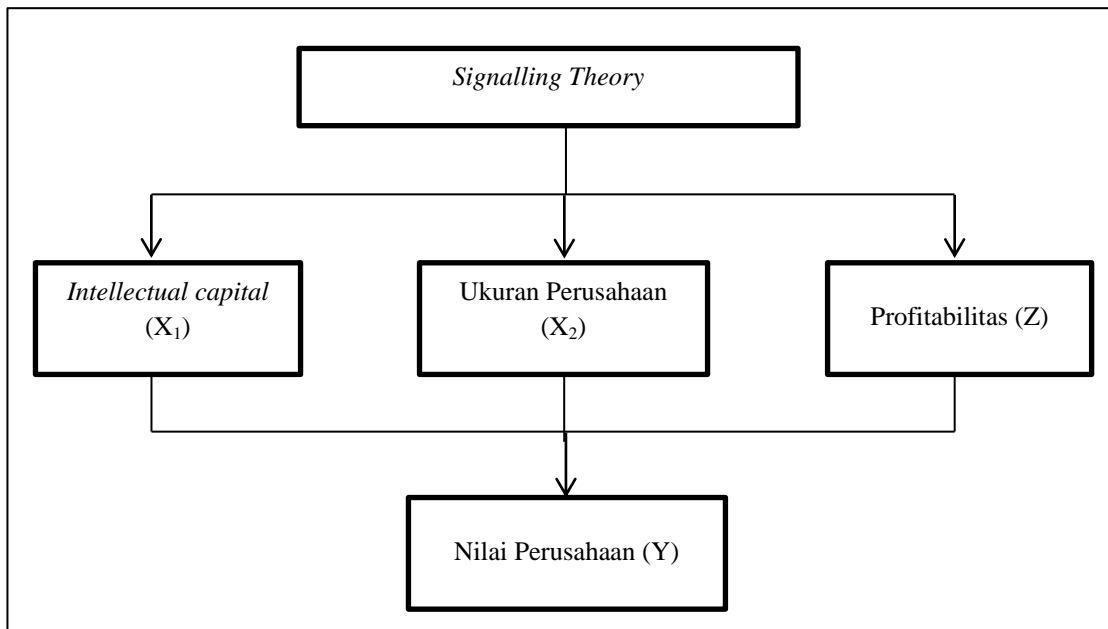 Signalling Theory
Intellectual capital
(X₁)
Ukuran Perusahaan
(X₂)
Profitabilitas (Z)
Nilai Perusahaan (Y)